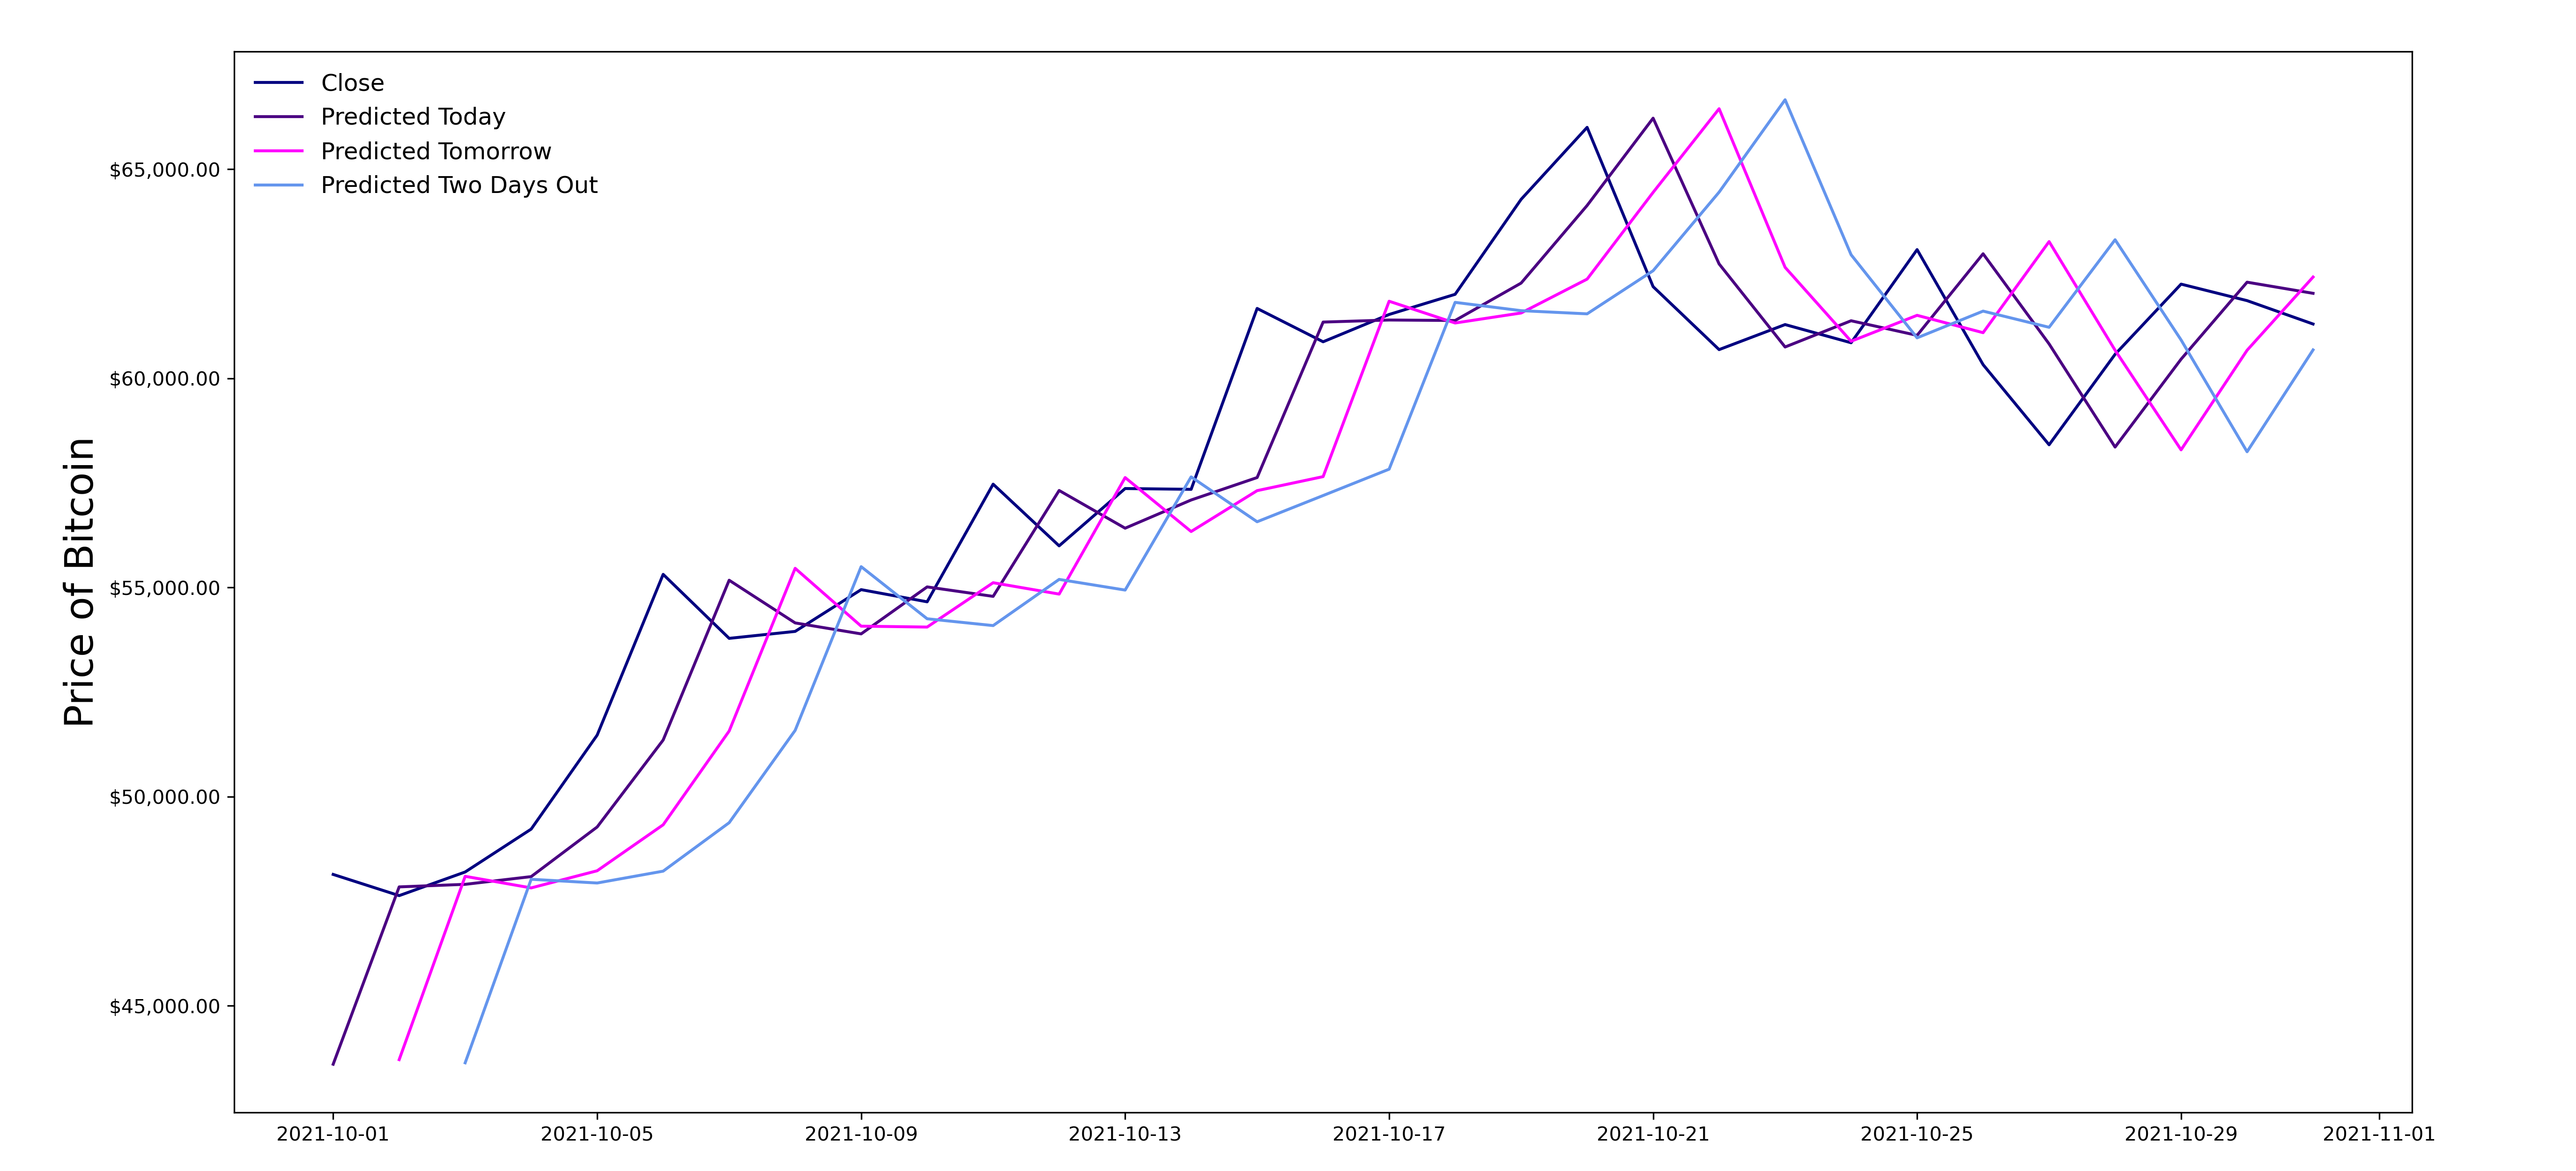 Close
Predicted Today
Predicted Tomorrow
Predicted Two Days Out
Price of Bitcoin
$65,000.00
$60,000.00
$55,000.00
$50,000.00
$45,000.00
2021-10-01
2021-10-05
2021-10-09
2021-10-13
2021-10-17
2021-10-21
2021-10-25
2021-10-29
2021-11-01